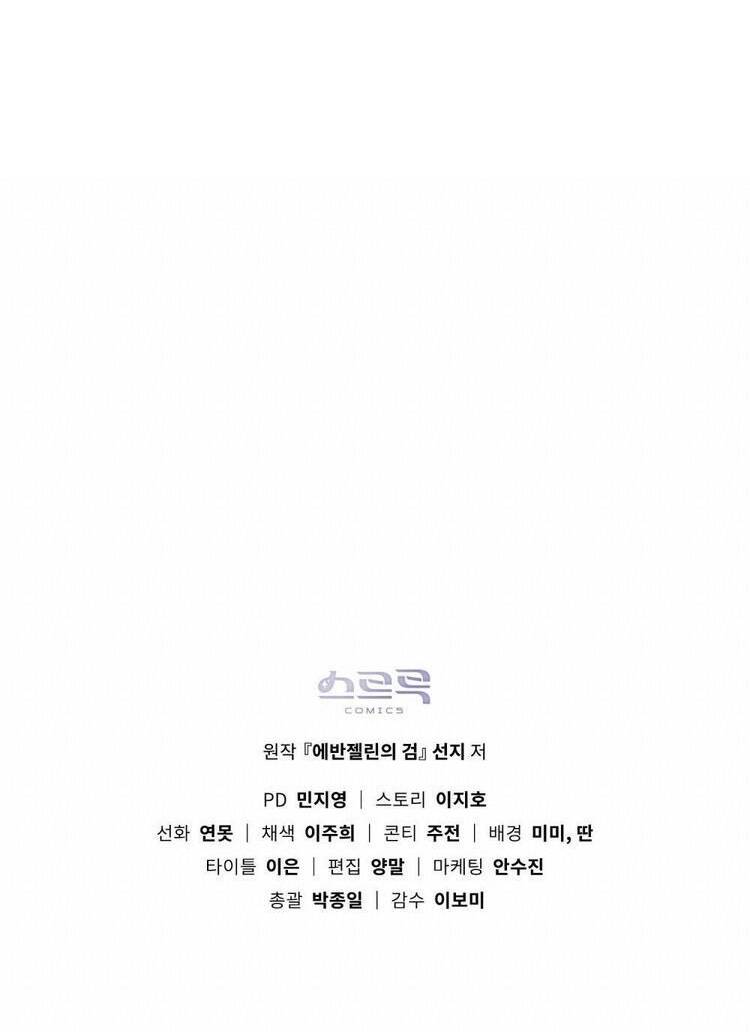 스르륵
COMICS
원작 『에반젤린의 검』 선지 저
PD 민지영 | 스토리 이지호
선화 연못 | 채색 이주희 | 콘티 주전 | 배경 미미, 딴
타이틀 이은 | 편집 양말 | 마케팅 안수진
총괄 박종일 | 감수 이보미